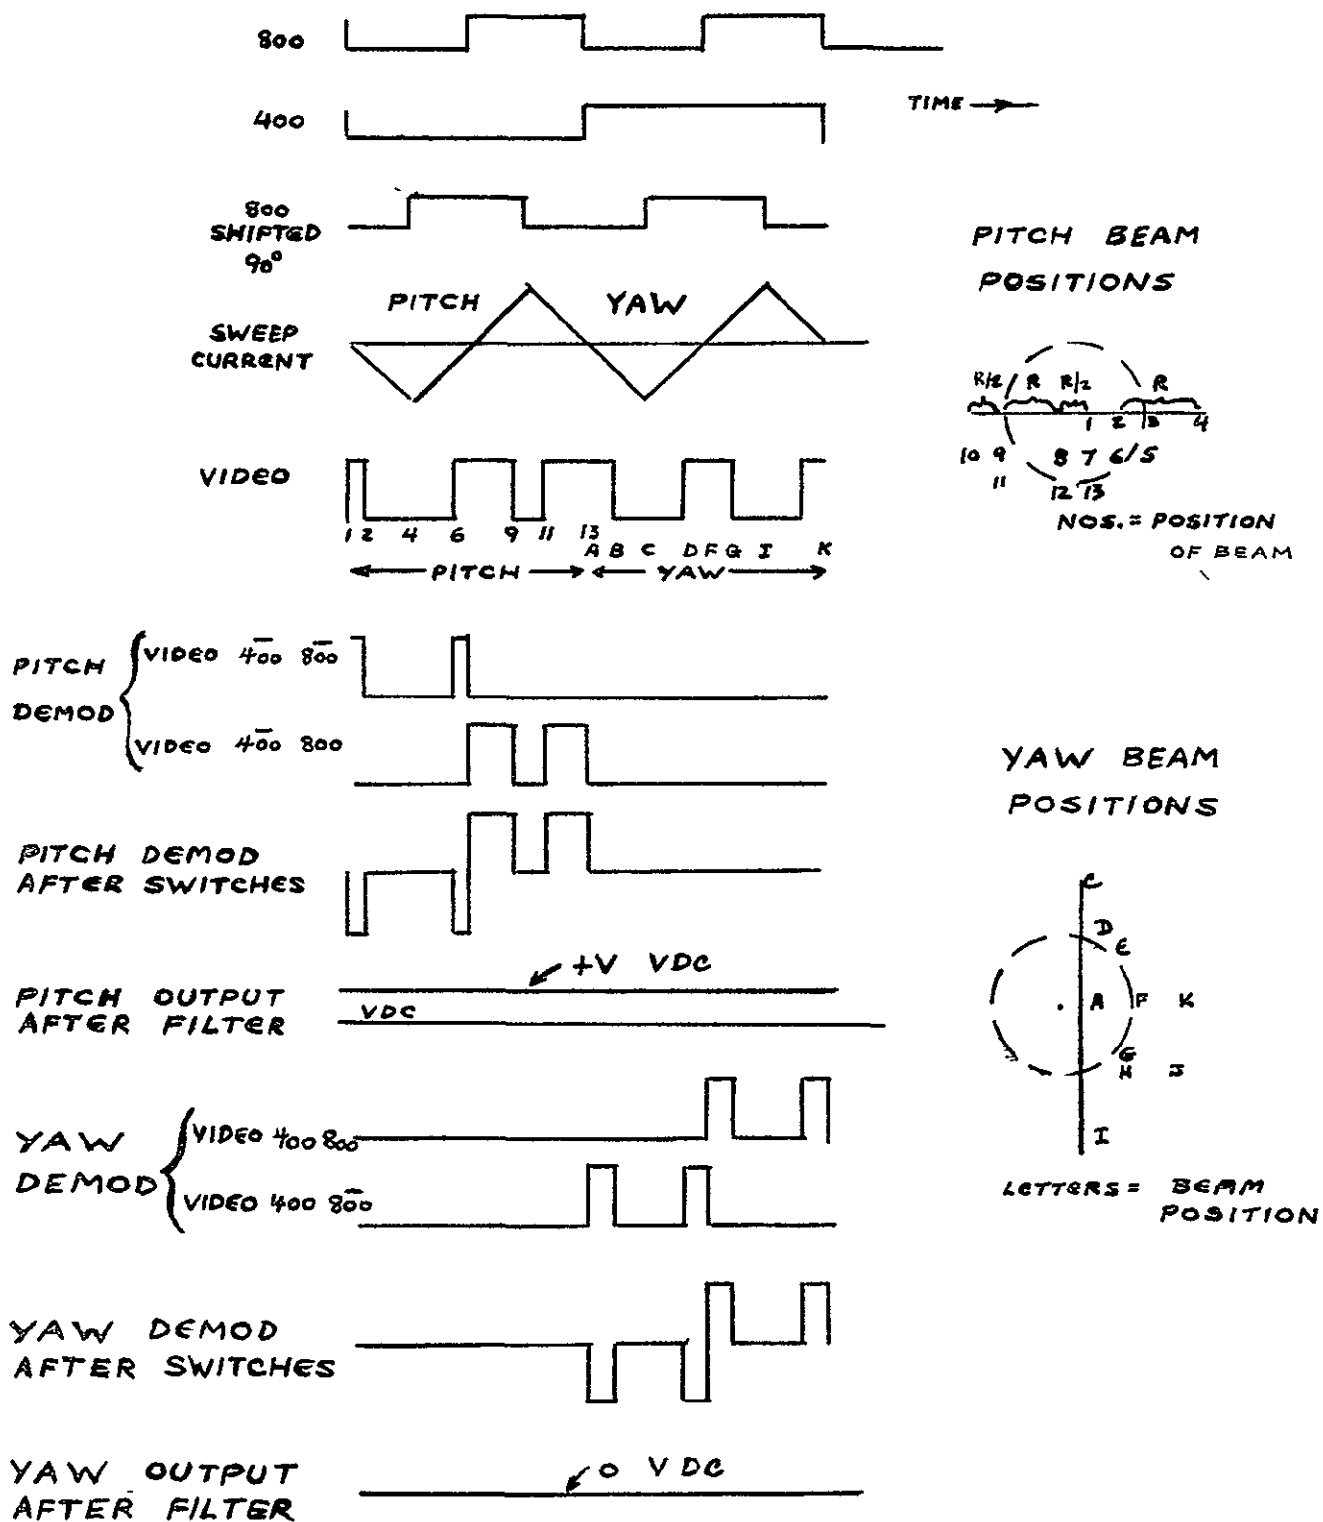 800
400
TIME
800
SHIFTED
90°
PITCH YAW
SWEEP
CURRENT
VIDEO
1 2 4 6 9 11 13
A B C D F G I K
PITCH YAW
PITCH BEAM
POSITIONS
R/2 R R/2 R
1 2 3 4
10 9 8 7 6/5
11 12 13
NOS. = POSITION
OF BEAM
PITCH
DEMOD
VIDEO 4̅0̅0 8̅0̅0
VIDEO 4̅0̅0 800
PITCH DEMOD
AFTER SWITCHES
+V VDC
PITCH OUTPUT
AFTER FILTER
VDC
YAW BEAM
POSITIONS
C
D
E
A F K
G
H J
I
LETTERS = BEAM
POSITION
YAW
DEMOD
VIDEO 400 800
VIDEO 400 8̅0̅0
YAW DEMOD
AFTER SWITCHES
YAW OUTPUT
AFTER FILTER
0 VDC